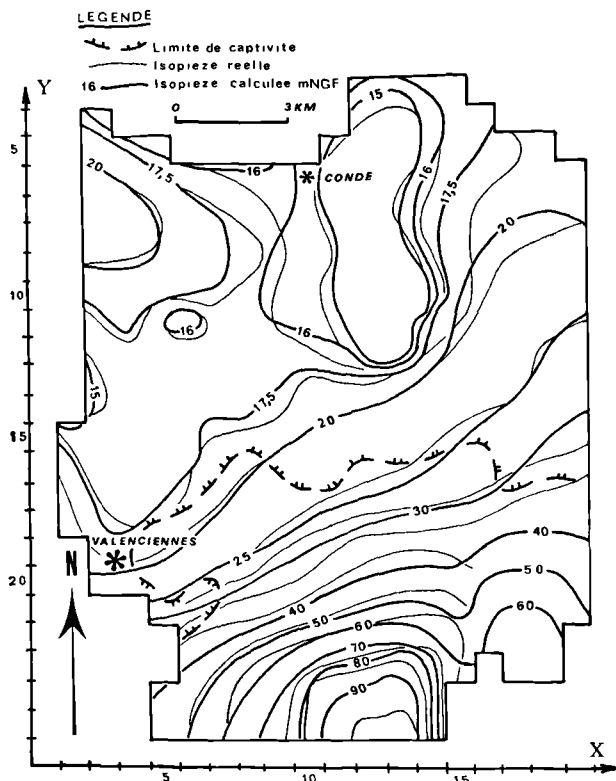 LEGENDE
Limite de captivite
Isopieze reelle
16 Isopieze calculee mNGF
0 3 KM
Y
15
16
20 17,5 16 17,5
5
CONDE
20
10
16 16
15
17,5
20
15
VALENCIENNES
25 30
N
20
40 40
50 50
60 60
70
80
90
X
5 10 15